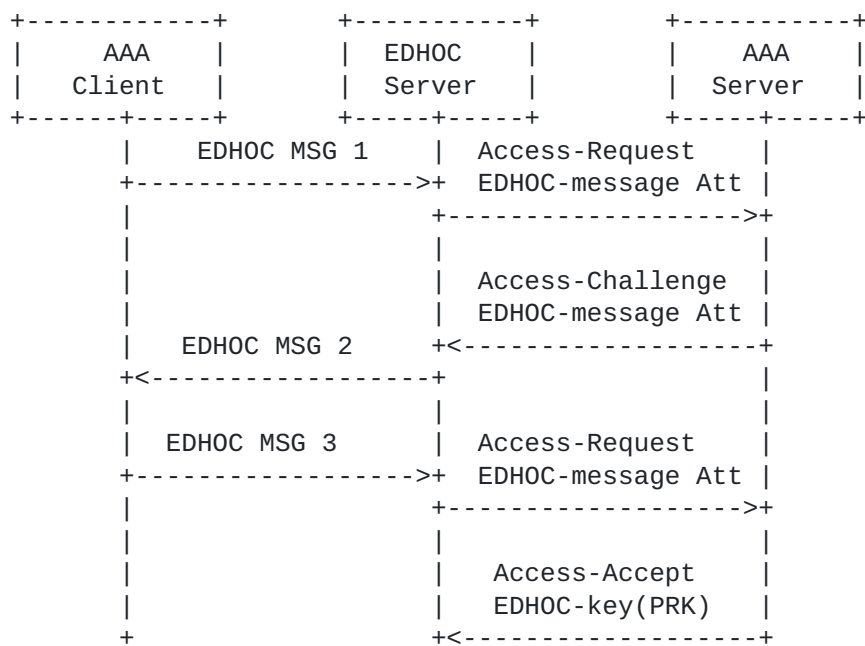 +------------+       +-----------+        +-----------+
|     AAA    |       |  EDHOC    |        |    AAA    |
|   Client   |       |  Server   |        |  Server   |
+------+-----+       +-----+-----+        +-----+-----+
       |    EDHOC MSG 1    |  Access-Request    |
       +------------------>+  EDHOC-message Att |
       |                   +------------------->+
       |                   |                    |
       |                   |  Access-Challenge  |
       |                   |  EDHOC-message Att |
       |   EDHOC MSG 2     +<-------------------+
       +<------------------+                    |
       |                   |                    |
       |  EDHOC MSG 3      |  Access-Request    |
       +------------------>+  EDHOC-message Att |
       |                   +------------------->+
       |                   |                    |
       |                   |   Access-Accept    |
       |                   |   EDHOC-key(PRK)   |
       +                   +<-------------------+